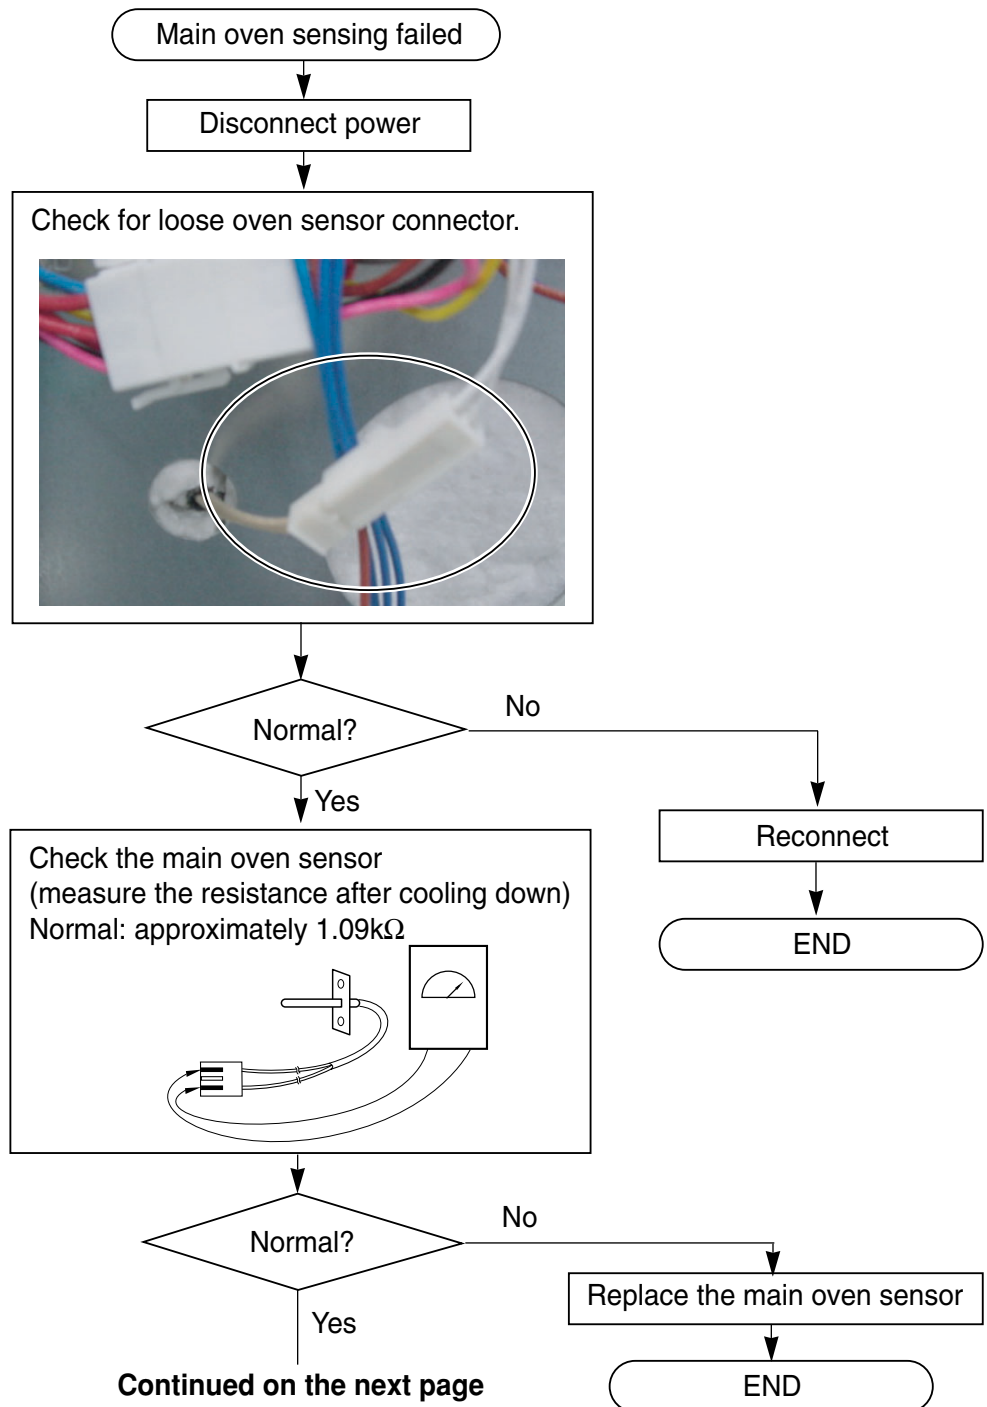 Main oven sensing failed
Disconnect power
Check for loose oven sensor connector.
Normal?
No
Yes
Reconnect
END
Check the main oven sensor
(measure the resistance after cooling down)
Normal: approximately 1.09kΩ
Normal?
No
Yes
Replace the main oven sensor
END
Continued on the next page